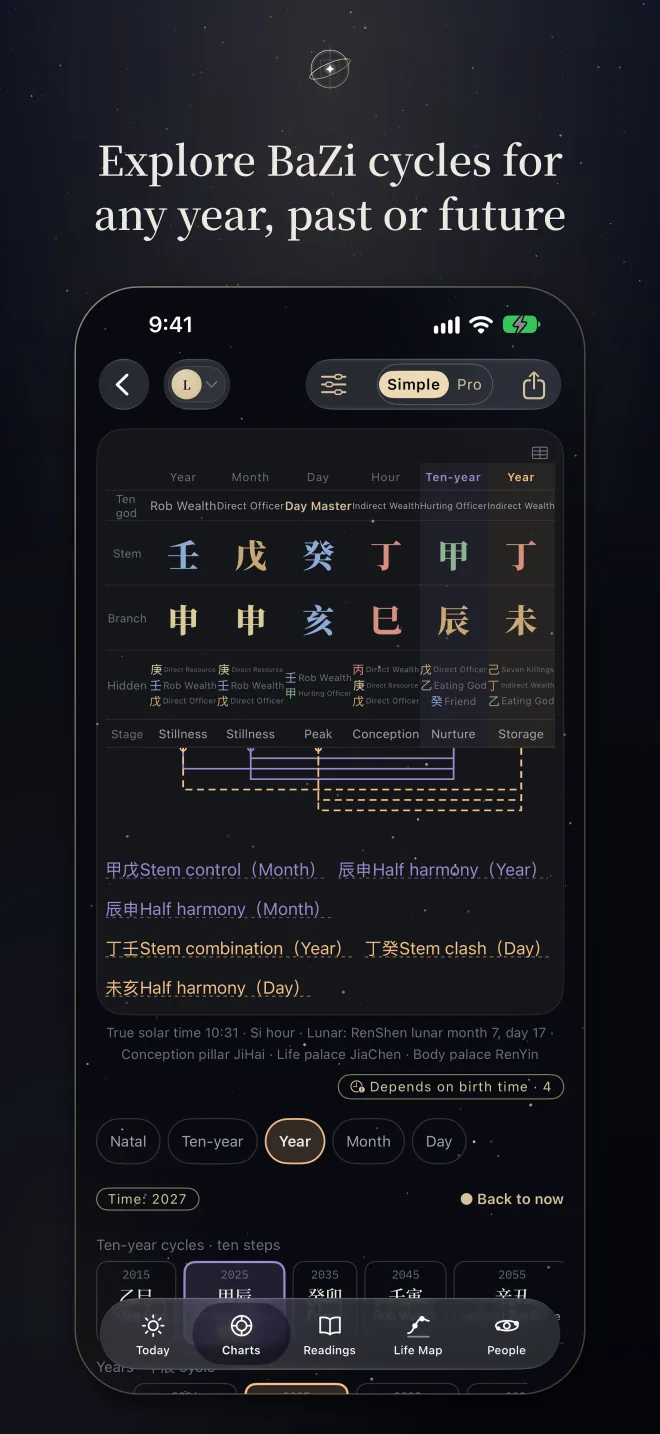 Explore BaZi cycles for
any year, past or future
9:41
L
Simple Pro
Year Month Day Hour Ten-year Year
Ten god Rob Wealth Direct Officer Day Master Indirect Wealth Hurting Officer Indirect Wealth
Stem 壬 戊 癸 丁 甲 丁
Branch 申 申 亥 巳 辰 未
庚 Direct Resource 庚 Direct Resource 丙 Direct Wealth 戊 Direct Officer 己 Seven Killings
Hidden 壬 Rob Wealth 壬 Rob Wealth 壬 Rob Wealth 庚 Direct Resource 乙 Eating God 丁 Indirect Wealth
戊 Direct Officer 戊 Direct Officer 甲 Hurting Officer 戊 Direct Officer 癸 Friend 乙 Eating God
Stage Stillness Stillness Peak Conception Nurture Storage
甲戊Stem control（Month） 辰申Half harmony（Year）
辰申Half harmony（Month）
丁壬Stem combination（Year） 丁癸Stem clash（Day）
未亥Half harmony（Day）
True solar time 10:31 · Si hour · Lunar: RenShen lunar month 7, day 17 ·
Conception pillar JiHai · Life palace JiaChen · Body palace RenYin
Depends on birth time · 4
Natal Ten-year Year Month Day
Time: 2027 Back to now
Ten-year cycles · ten steps
2015 2025 2035 2045 2055
乙巳 甲辰 癸卯 壬寅 辛丑
Today Charts Readings Life Map People
Years